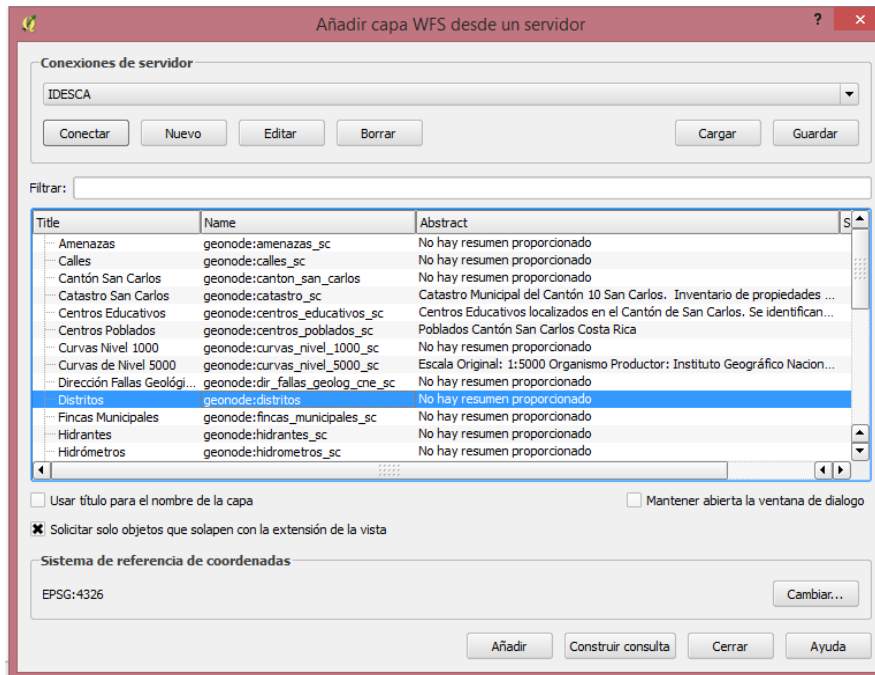 Añadir capa WFS desde un servidor
?
Conexiones de servidor
IDESCA
Conectar Nuevo Editar Borrar Cargar Guardar
Filtrar:
Title Name Abstract S
Amenazas geonode:amenazas_sc No hay resumen proporcionado
Calles geonode:calles_sc No hay resumen proporcionado
Cantón San Carlos geonode:canton_san_carlos No hay resumen proporcionado
Catastro San Carlos geonode:catastro_sc Catastro Municipal del Cantón 10 San Carlos. Inventario de propiedades ...
Centros Educativos geonode:centros_educativos_sc Centros Educativos localizados en el Cantón de San Carlos. Se identifican...
Centros Poblados geonode:centros_poblados_sc Poblados Cantón San Carlos Costa Rica
Curvas Nivel 1000 geonode:curvas_nivel_1000_sc No hay resumen proporcionado
Curvas de Nivel 5000 geonode:curvas_nivel_5000_sc Escala Original: 1:5000 Organismo Productor: Instituto Geográfico Nacion...
Dirección Fallas Geológi... geonode:dir_fallas_geolog_cne_sc No hay resumen proporcionado
Distritos geonode:distritos No hay resumen proporcionado
Fincas Municipales geonode:fincas_municipales_sc No hay resumen proporcionado
Hidrantes geonode:hidrantes_sc No hay resumen proporcionado
Hidrómetros geonode:hidrometros_sc No hay resumen proporcionado
Usar título para el nombre de la capa Mantener abierta la ventana de dialogo
Solicitar solo objetos que solapen con la extensión de la vista
Sistema de referencia de coordenadas
EPSG:4326 Cambiar...
Añadir Construir consulta Cerrar Ayuda